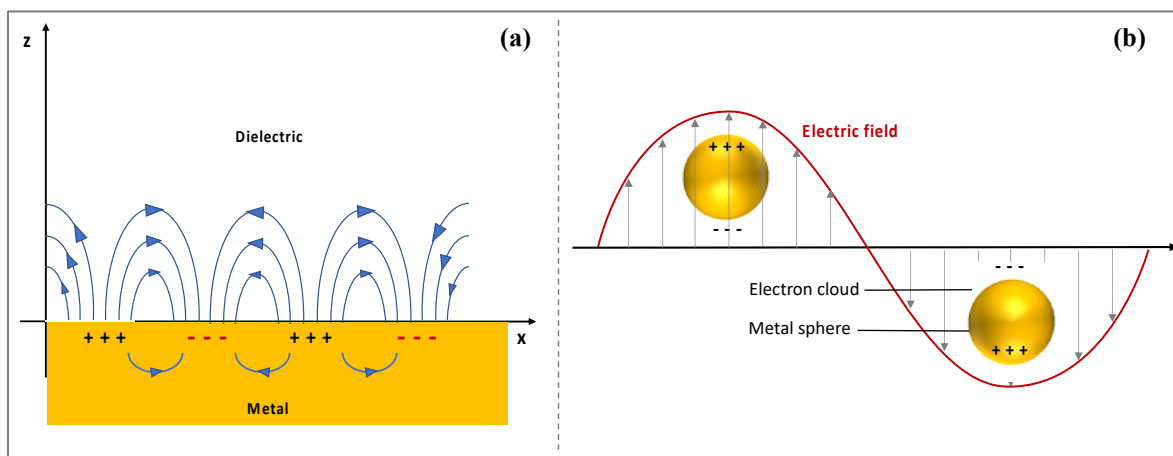 (a)
z
Dielectric
+ + + - - - + + + - - -
x
Metal
(b)
Electric field
+ + +
- - -
- - -
Electron cloud
Metal sphere
+ + +